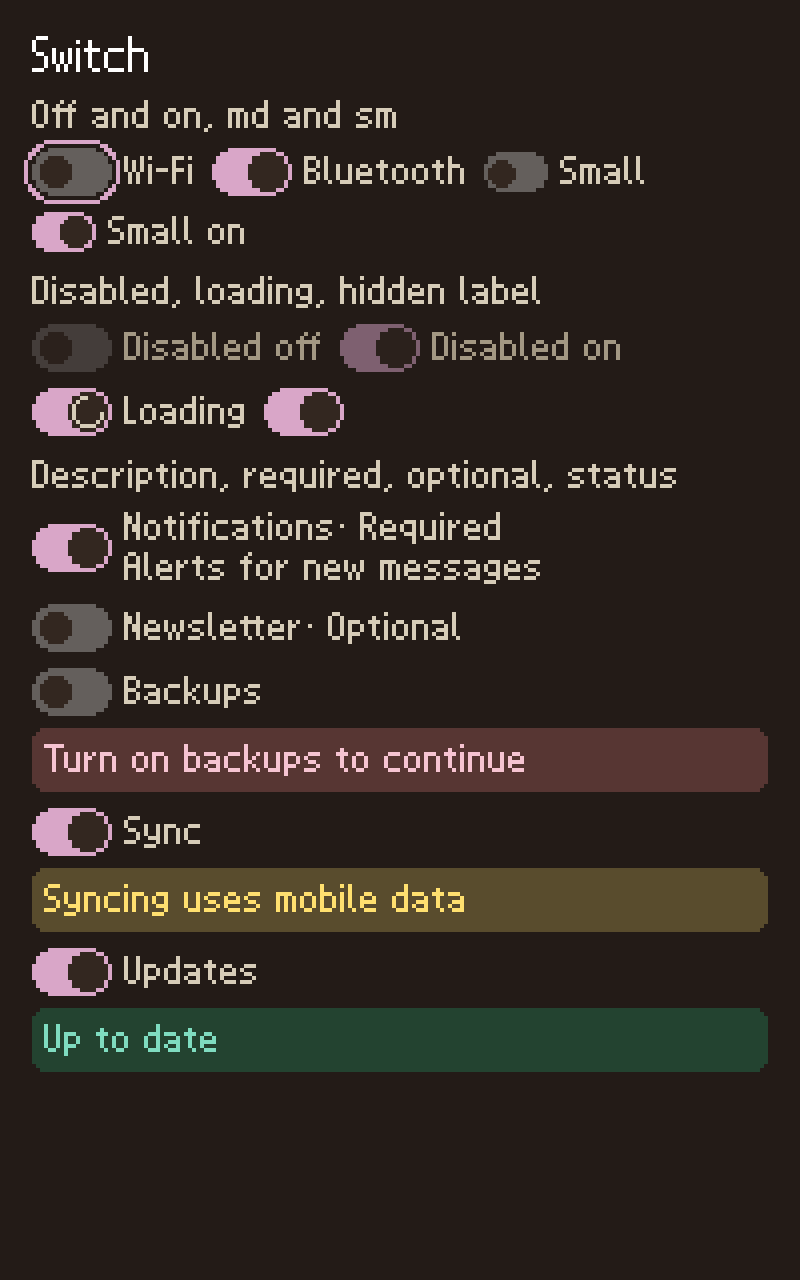 Switch
Off and on, md and sm
Wi-Fi Bluetooth Small
Small on
Disabled, loading, hidden label
Disabled off Disabled on
Loading
Description, required, optional, status
Notifications· Required
Alerts for new messages
Newsletter· Optional
Backups
Turn on backups to continue
Sync
Syncing uses mobile data
Updates
Up to date